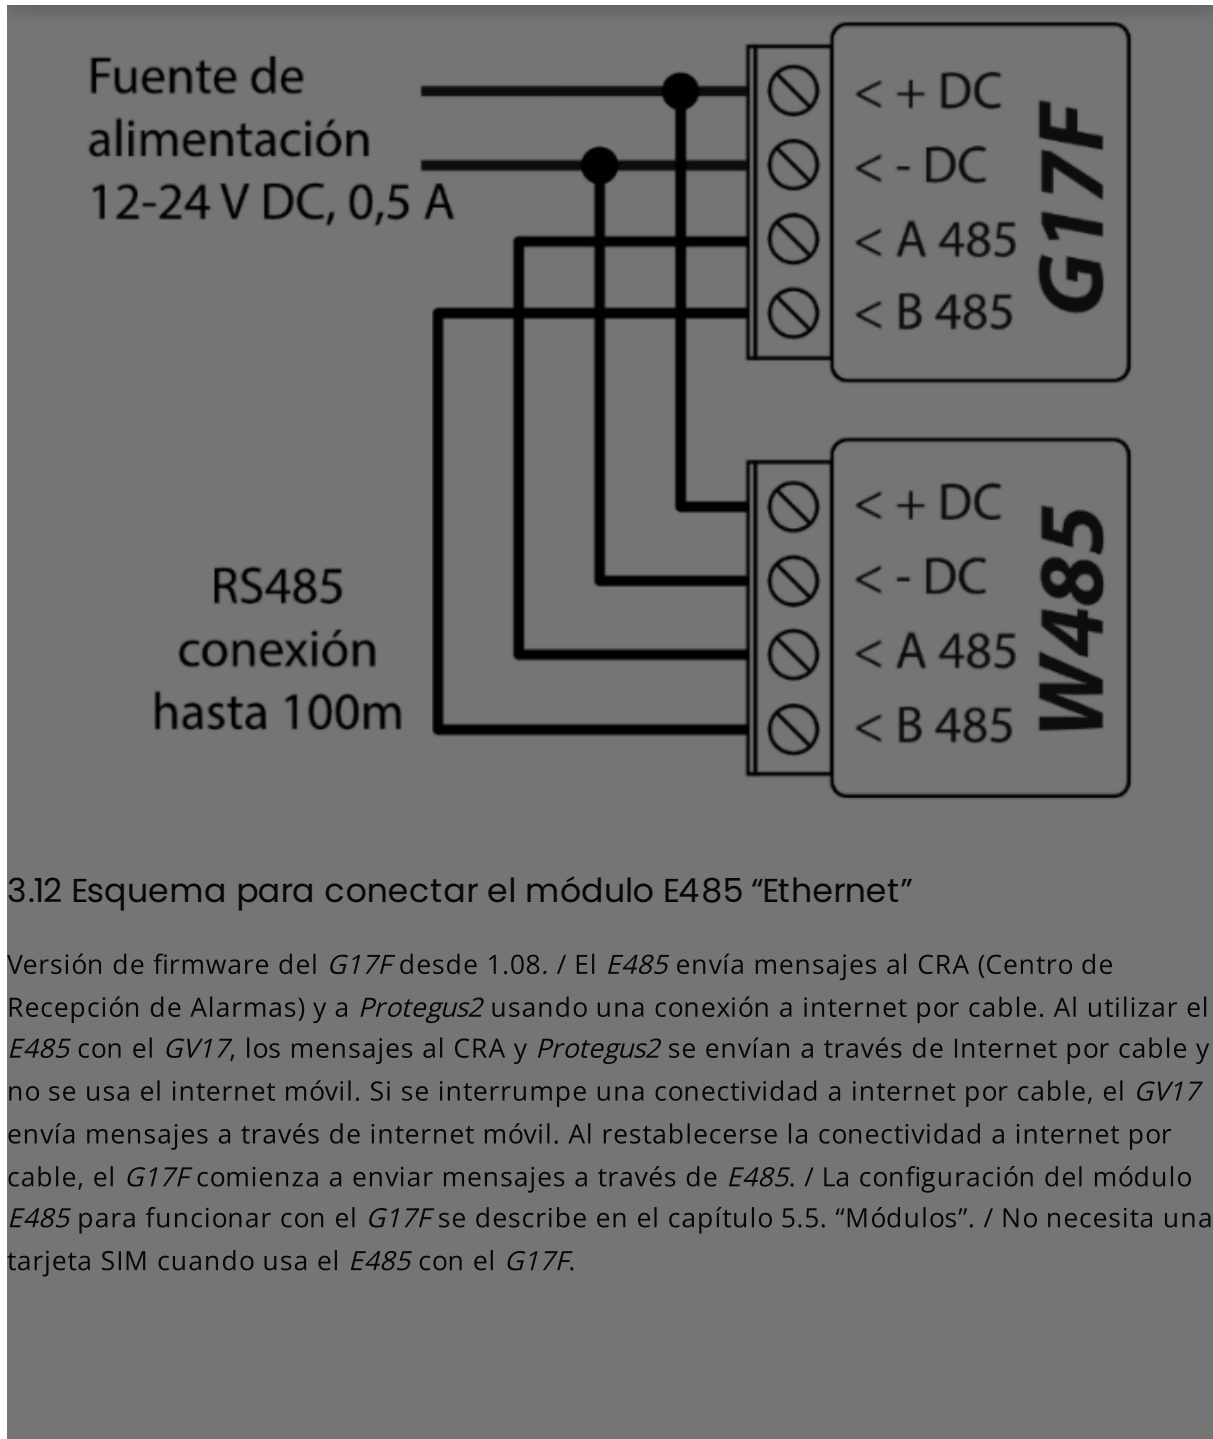 Fuente de
alimentación
12-24 V DC, 0,5 A
< + DC
< - DC
< A 485
< B 485
G17F
< + DC
< - DC
< A 485
< B 485
W485
RS485
conexión
hasta 100m
3.12 Esquema para conectar el módulo E485 “Ethernet”
Versión de firmware del G17F desde 1.08. / El E485 envía mensajes al CRA (Centro de
Recepción de Alarmas) y a Protegus2 usando una conexión a internet por cable. Al utilizar el
E485 con el GV17, los mensajes al CRA y Protegus2 se envían a través de Internet por cable y
no se usa el internet móvil. Si se interrumpe una conectividad a internet por cable, el GV17
envía mensajes a través de internet móvil. Al restablecerse la conectividad a internet por
cable, el G17F comienza a enviar mensajes a través de E485. / La configuración del módulo
E485 para funcionar con el G17F se describe en el capítulo 5.5. “Módulos”. / No necesita una
tarjeta SIM cuando usa el E485 con el G17F.